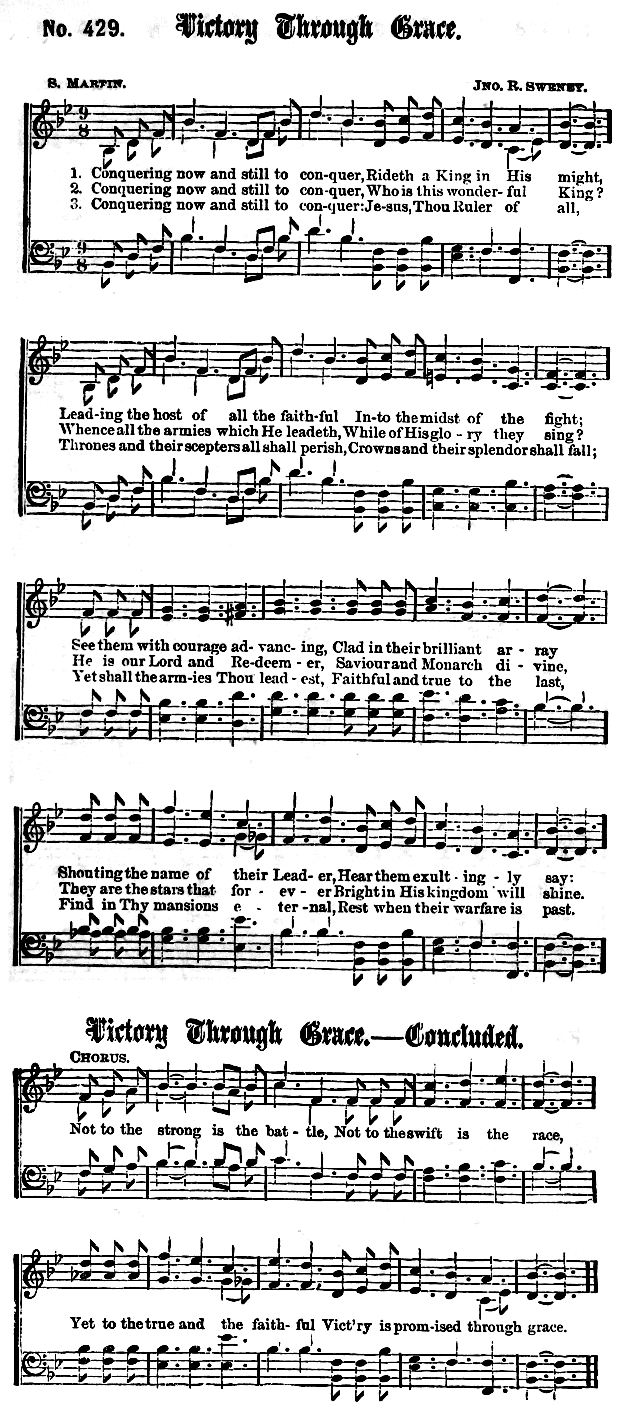 No. 429. Victory Through Grace.
S. MARTIN. JNO. R. SWENEY.
1. Conquering now and still to con-quer, Rideth a King in His might,
2. Conquering now and still to con-quer, Who is this wonder-ful King?
3. Conquering now and still to con-quer: Je-sus, Thou Ruler of all,
Lead-ing the host of all the faith-ful In-to the midst of the fight;
Whence all the armies which He leadeth, While of His glo-ry they sing?
Thrones and their scepters all shall perish, Crowns and their splendor shall fall;
See them with courage ad-vanc-ing, Clad in their brilliant ar-ray
He is our Lord and Re-deem-er, Saviour and Monarch di-vine,
Yet shall the arm-ies Thou lead-est, Faithful and true to the last,
Shouting the name of their Lead-er, Hear them exult-ing-ly say:
They are the stars that for-ev-er Bright in His kingdom will shine.
Find in Thy mansions e-ter-nal, Rest when their warfare is past.
Victory Through Grace.—Concluded.
CHORUS.
Not to the strong is the bat-tle, Not to the swift is the race,
Yet to the true and the faith-ful Vict'ry is prom-ised through grace.